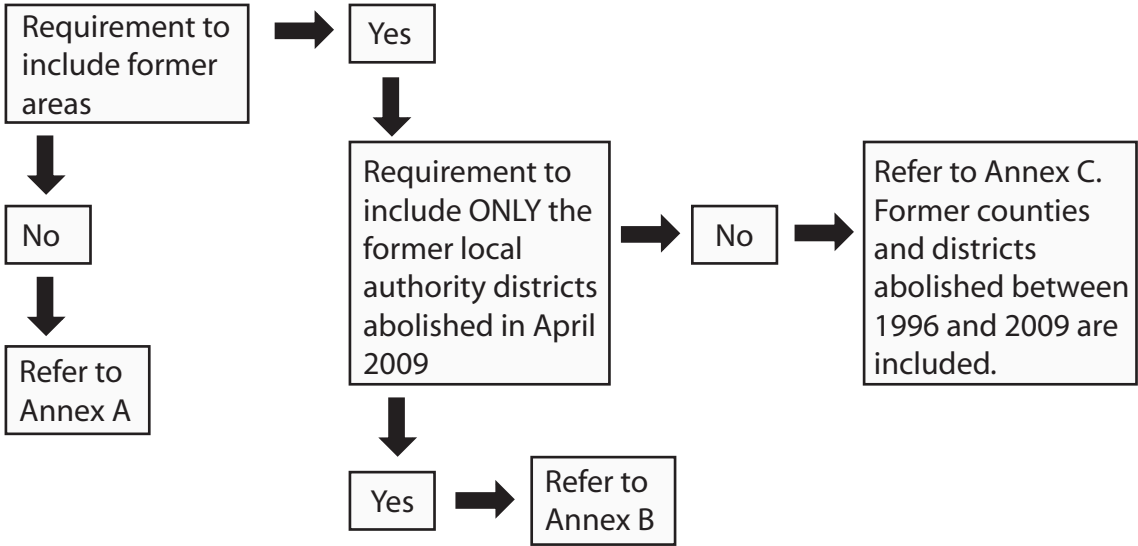 Requirement to
include former
areas
Yes
No
Refer to
Annex A
Requirement to
include ONLY the
former local
authority districts
abolished in April
2009
No
Refer to Annex C.
Former counties
and districts
abolished between
1996 and 2009 are
included.
Yes
Refer to
Annex B